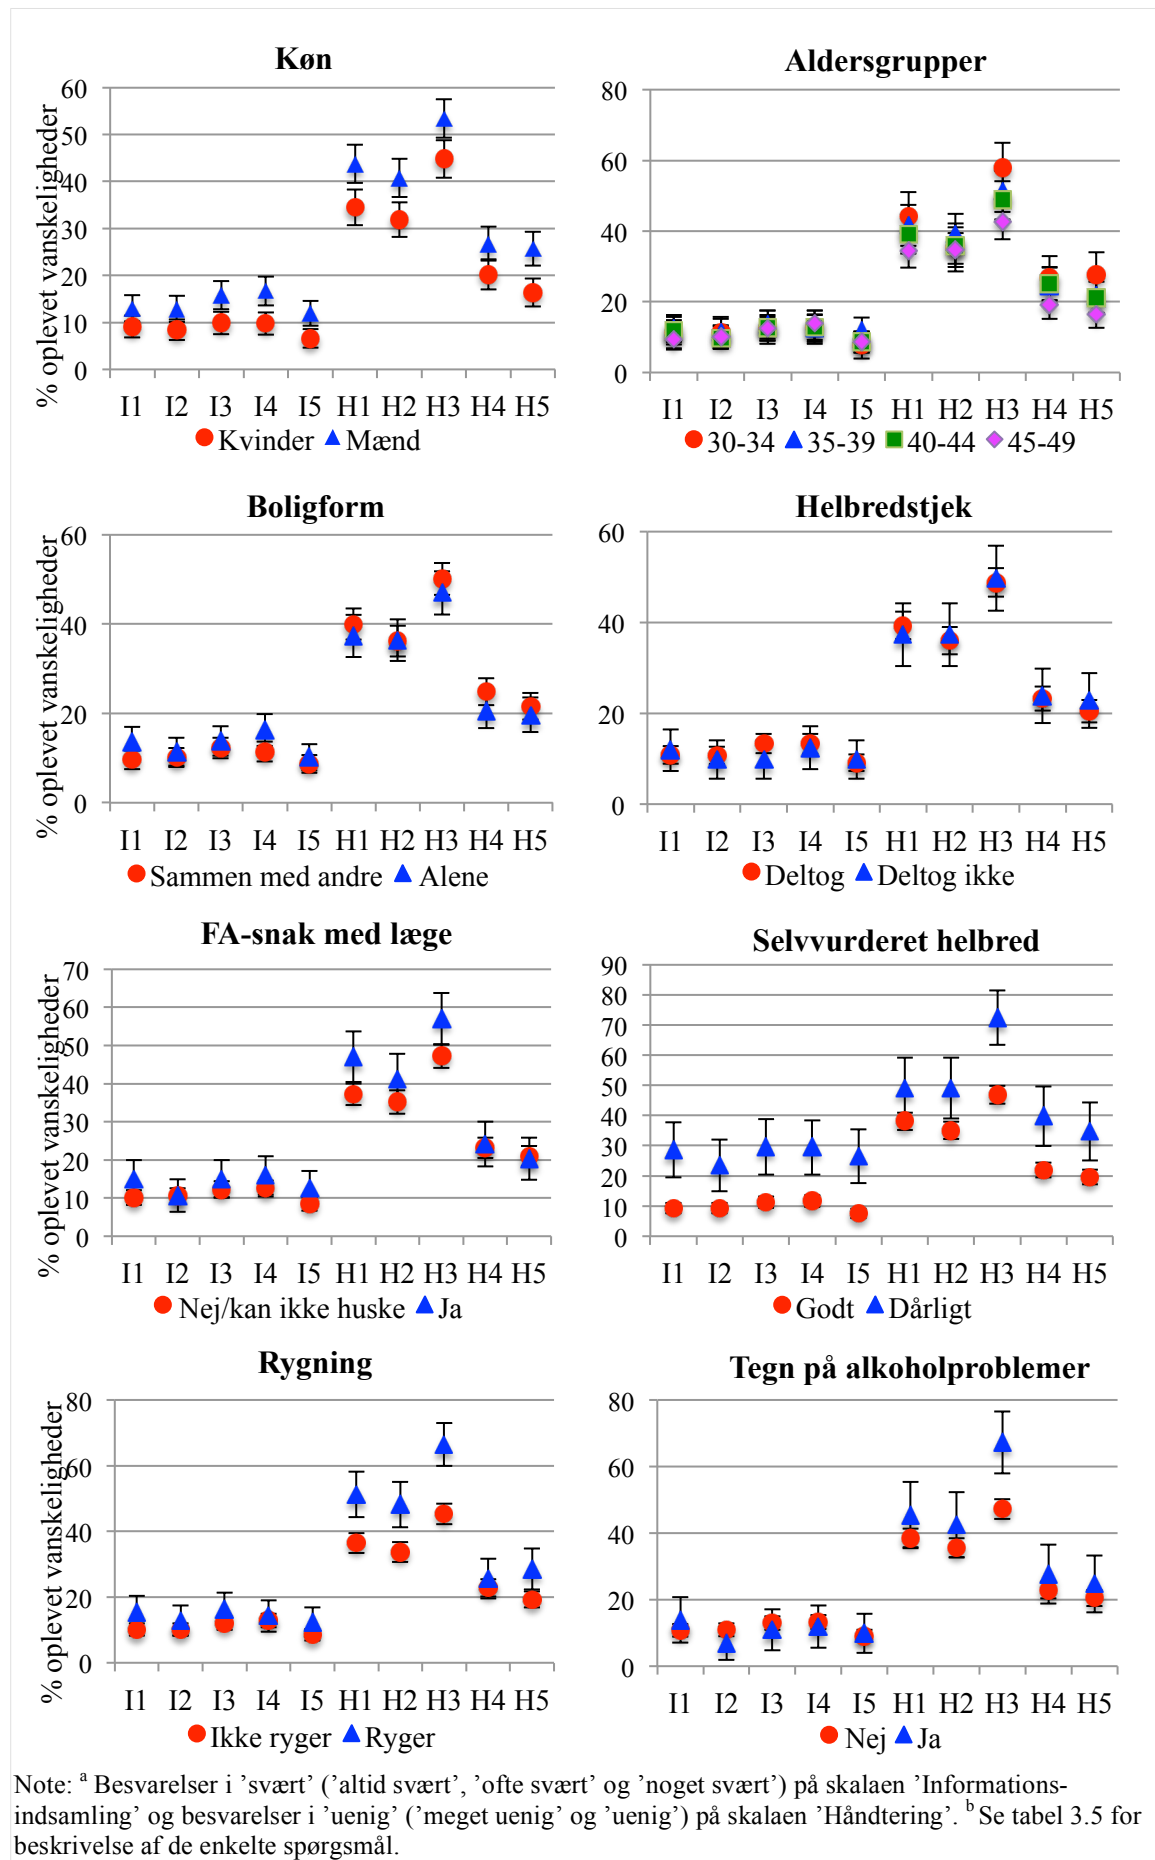 Køn
% oplevet vanskeligheder
60
50
40
30
20
10
0
I1 I2 I3 I4 I5 H1 H2 H3 H4 H5
Kvinder Mænd
Aldersgrupper
80
60
40
20
0
I1 I2 I3 I4 I5 H1 H2 H3 H4 H5
30-34 35-39 40-44 45-49
Boligform
% oplevet vanskeligheder
60
40
20
0
I1 I2 I3 I4 I5 H1 H2 H3 H4 H5
Sammen med andre Alene
Helbredstjek
60
40
20
0
I1 I2 I3 I4 I5 H1 H2 H3 H4 H5
Deltog Deltog ikke
FA-snak med læge
% oplevet vanskeligheder
70
60
50
40
30
20
10
0
I1 I2 I3 I4 I5 H1 H2 H3 H4 H5
Nej/kan ikke huske Ja
Selvvurderet helbred
90
80
70
60
50
40
30
20
10
0
I1 I2 I3 I4 I5 H1 H2 H3 H4 H5
Godt Dårligt
Rygning
% oplevet vanskeligheder
80
60
40
20
0
I1 I2 I3 I4 I5 H1 H2 H3 H4 H5
Ikke ryger Ryger
Tegn på alkoholproblemer
80
60
40
20
0
I1 I2 I3 I4 I5 H1 H2 H3 H4 H5
Nej Ja
Note: ᵃ Besvarelser i ’svært’ (’altid svært’, ’ofte svært’ og ’noget svært’) på skalaen ’Informations-
indsamling’ og besvarelser i ’uenig’ (’meget uenig’ og ’uenig’) på skalaen ’Håndtering’. ᵇ Se tabel 3.5 for
beskrivelse af de enkelte spørgsmål.